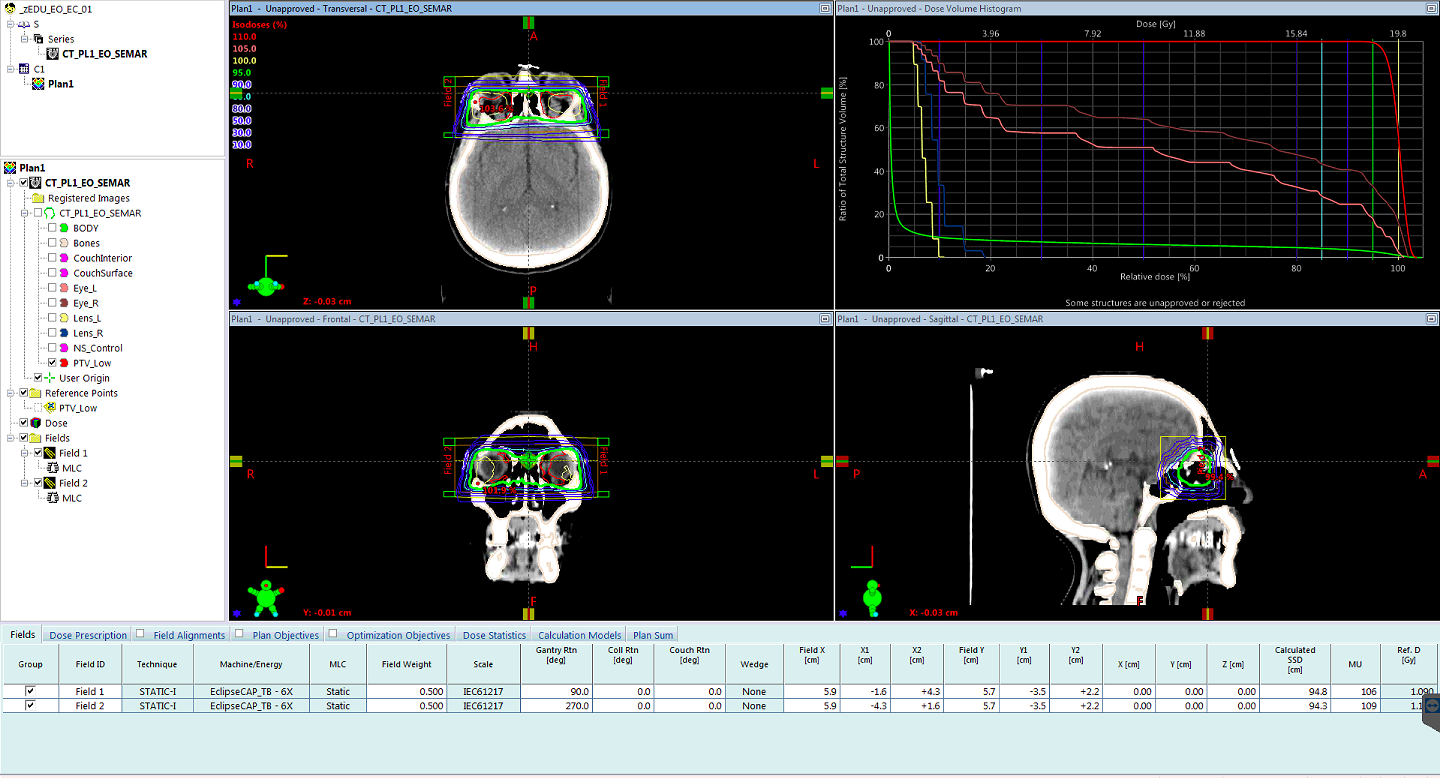 _zEDU_EO_EC_01
S
Series
CT_PL1_EO_SEMAR
C1
Plan1
Plan1
CT_PL1_EO_SEMAR
Registered Images
CT_PL1_EO_SEMAR
BODY
Bones
CouchInterior
CouchSurface
Eye_L
Eye_R
Lens_L
Lens_R
NS_Control
PTV_Low
User Origin
Reference Points
PTV_Low
Dose
Fields
Field 1
MLC
Field 2
MLC
Plan1 - Unapproved - Transversal - CT_PL1_EO_SEMAR
Isodoses (%)
110.0
105.0
100.0
95.0
90.0
80.0
50.0
30.0
10.0
A
R
L
P
Field 2
Field 1
103.6 %
Z: -0.03 cm
Plan1 - Unapproved - Dose Volume Histogram
Dose [Gy]
0 3.96 7.92 11.88 15.84 19.8
Ratio of Total Structure Volume [%]
100
80
60
40
20
0
0 20 40 60 80 100
Relative dose [%]
Some structures are unapproved or rejected
Plan1 - Unapproved - Frontal - CT_PL1_EO_SEMAR
H
R
L
F
Field 2
Field 1
Y: -0.01 cm
Plan1 - Unapproved - Sagittal - CT_PL1_EO_SEMAR
H
P
A
F
X: -0.03 cm
Fields Dose Prescription Field Alignments Plan Objectives Optimization Objectives Dose Statistics Calculation Models Plan Sum
Group Field ID Technique Machine/Energy MLC Field Weight Scale Gantry Rtn [deg] Coll Rtn [deg] Couch Rtn [deg] Wedge Field X [cm] X1 [cm] X2 [cm] Field Y [cm] Y1 [cm] Y2 [cm] X [cm] Y [cm] Z [cm] Calculated SSD [cm] MU Ref. D [Gy]
Field 1 STATIC-I EclipseCAP_TB - 6X Static 0.500 IEC61217 90.0 0.0 0.0 None 5.9 -1.6 +4.3 5.7 -3.5 +2.2 0.00 0.00 0.00 94.8 106 1.090
Field 2 STATIC-I EclipseCAP_TB - 6X Static 0.500 IEC61217 270.0 0.0 0.0 None 5.9 -4.3 +1.6 5.7 -3.5 +2.2 0.00 0.00 0.00 94.3 109